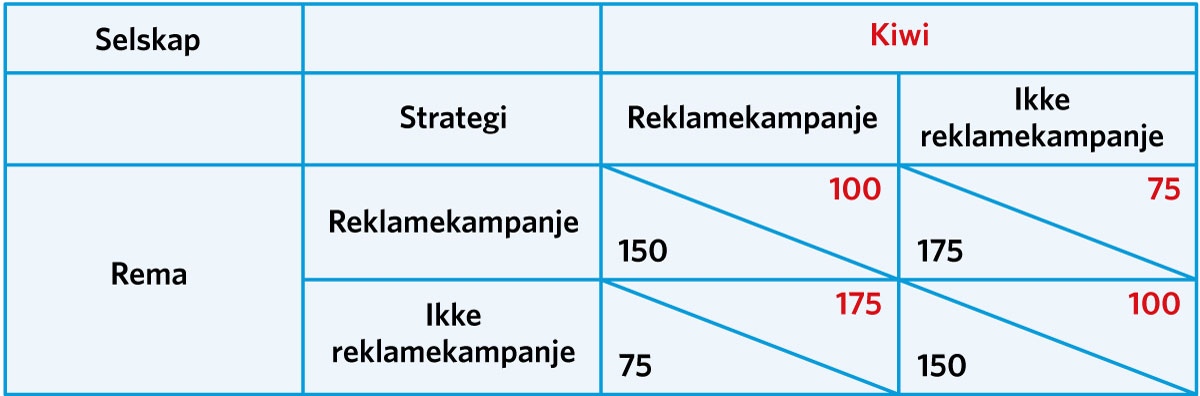 Selskap
Kiwi
Strategi
Reklamekampanje
Ikke
reklamekampanje
Rema
Reklamekampanje
100
150
75
175
Ikke
reklamekampanje
175
75
100
150